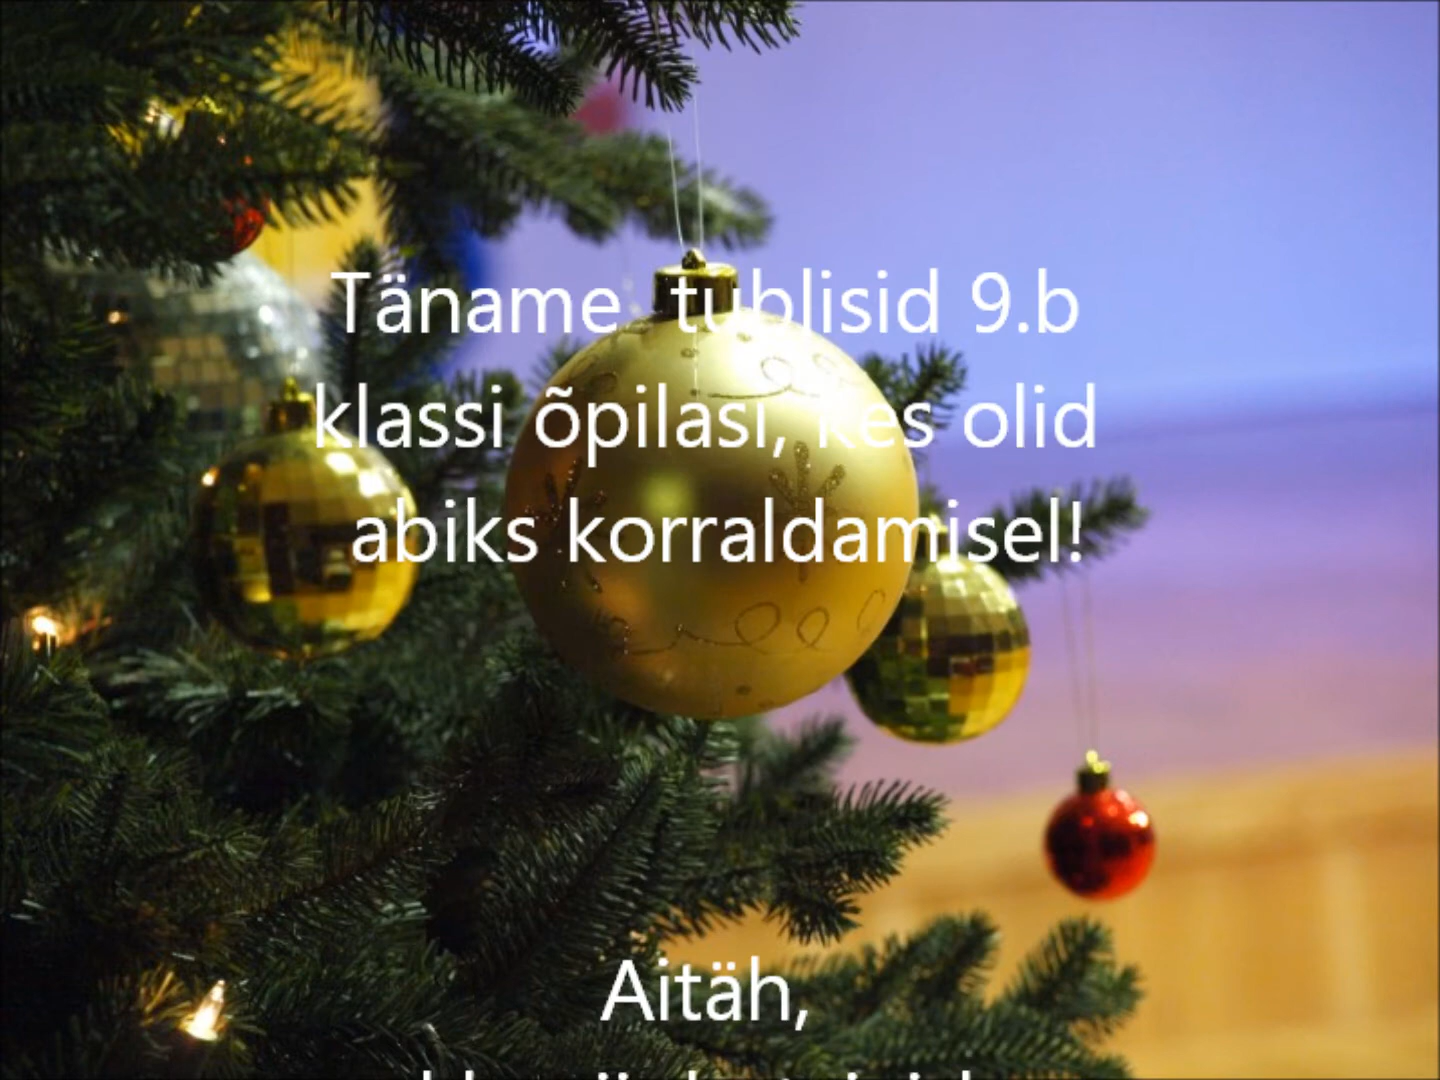 Täname tublisid 9.b
klassi õpilasi, kes olid
abiks korraldamisel!
Aitäh,